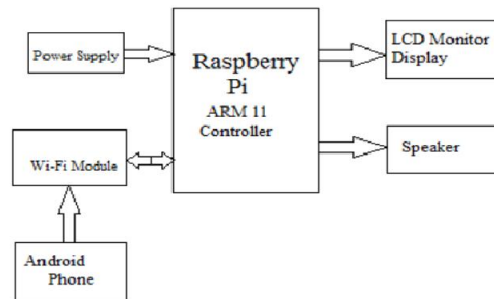 Power Supply
Raspberry
Pi
ARM 11
Controller
LCD Monitor
Display
Wi-Fi Module
Speaker
Android
Phone